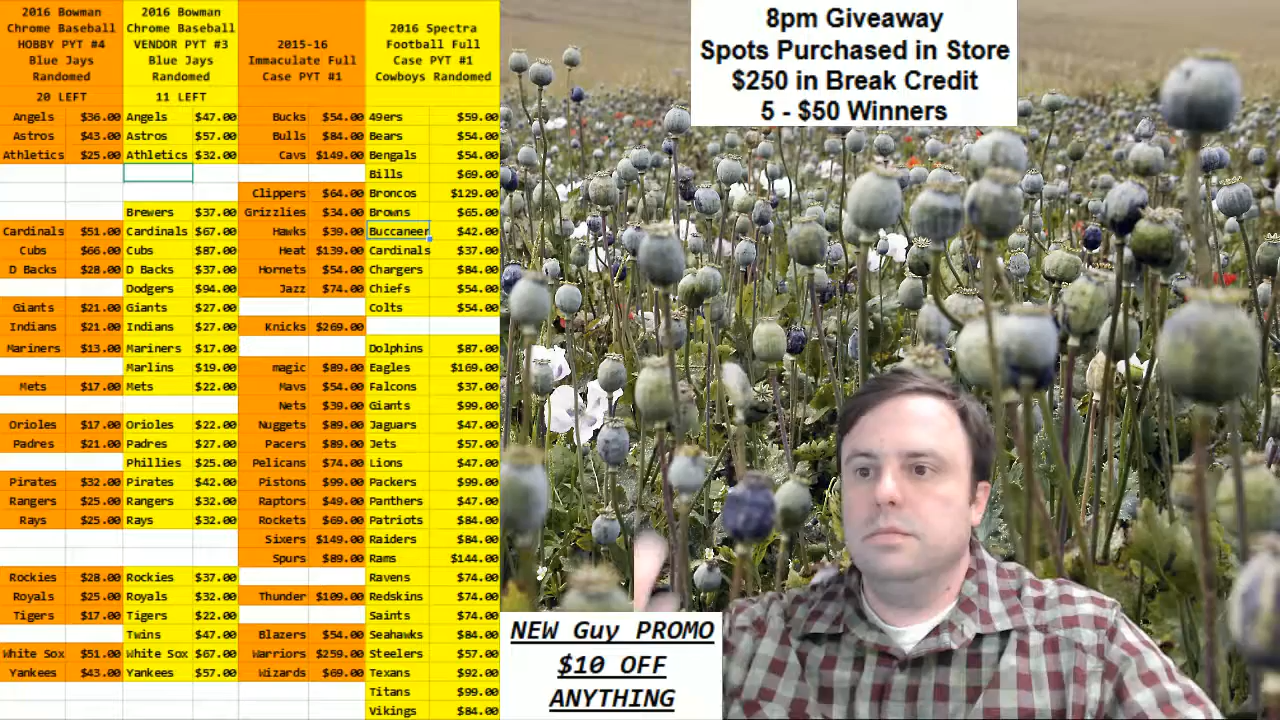 2016 Bowman
Chrome Baseball
HOBBY PYT #4
Blue Jays
Randomed
20 LEFT
Angels $36.00
Astros $43.00
Athletics $25.00
Cardinals $51.00
Cubs $66.00
D Backs $28.00
Giants $21.00
Indians $21.00
Mariners $13.00
Mets $17.00
Orioles $17.00
Padres $21.00
Pirates $32.00
Rangers $25.00
Rays $25.00
Rockies $28.00
Royals $25.00
Tigers $17.00
White Sox $51.00
Yankees $43.00
2016 Bowman
Chrome Baseball
VENDOR PYT #3
Blue Jays
Randomed
11 LEFT
Angels $47.00
Astros $57.00
Athletics $32.00
Brewers $37.00
Cardinals $67.00
Cubs $87.00
D Backs $37.00
Dodgers $94.00
Giants $27.00
Indians $27.00
Mariners $17.00
Marlins $19.00
Mets $22.00
Orioles $22.00
Padres $27.00
Phillies $25.00
Pirates $42.00
Rangers $32.00
Rays $32.00
Rockies $37.00
Royals $32.00
Tigers $22.00
Twins $47.00
White Sox $67.00
Yankees $57.00
2015-16
Immaculate Full
Case PYT #1
Bucks $54.00
Bulls $84.00
Cavs $149.00
Clippers $64.00
Grizzlies $34.00
Hawks $39.00
Heat $139.00
Hornets $54.00
Jazz $74.00
Knicks $269.00
magic $89.00
Mavs $54.00
Nets $39.00
Nuggets $89.00
Pacers $89.00
Pelicans $74.00
Pistons $99.00
Raptors $49.00
Rockets $69.00
Sixers $149.00
Spurs $89.00
Thunder $109.00
Blazers $54.00
Warriors $259.00
Wizards $69.00
2016 Spectra
Football Full
Case PYT #1
Cowboys Randomed
49ers $59.00
Bears $54.00
Bengals $54.00
Bills $69.00
Broncos $129.00
Browns $65.00
Buccaneer $42.00
Cardinals $37.00
Chargers $84.00
Chiefs $54.00
Colts $54.00
Dolphins $87.00
Eagles $169.00
Falcons $37.00
Giants $99.00
Jaguars $47.00
Jets $57.00
Lions $47.00
Packers $99.00
Panthers $47.00
Patriots $84.00
Raiders $84.00
Rams $144.00
Ravens $74.00
Redskins $74.00
Saints $74.00
Seahawks $84.00
Steelers $57.00
Texans $92.00
Titans $99.00
Vikings $84.00
8pm Giveaway
Spots Purchased in Store
$250 in Break Credit
5 - $50 Winners
NEW Guy PROMO
$10 OFF
ANYTHING